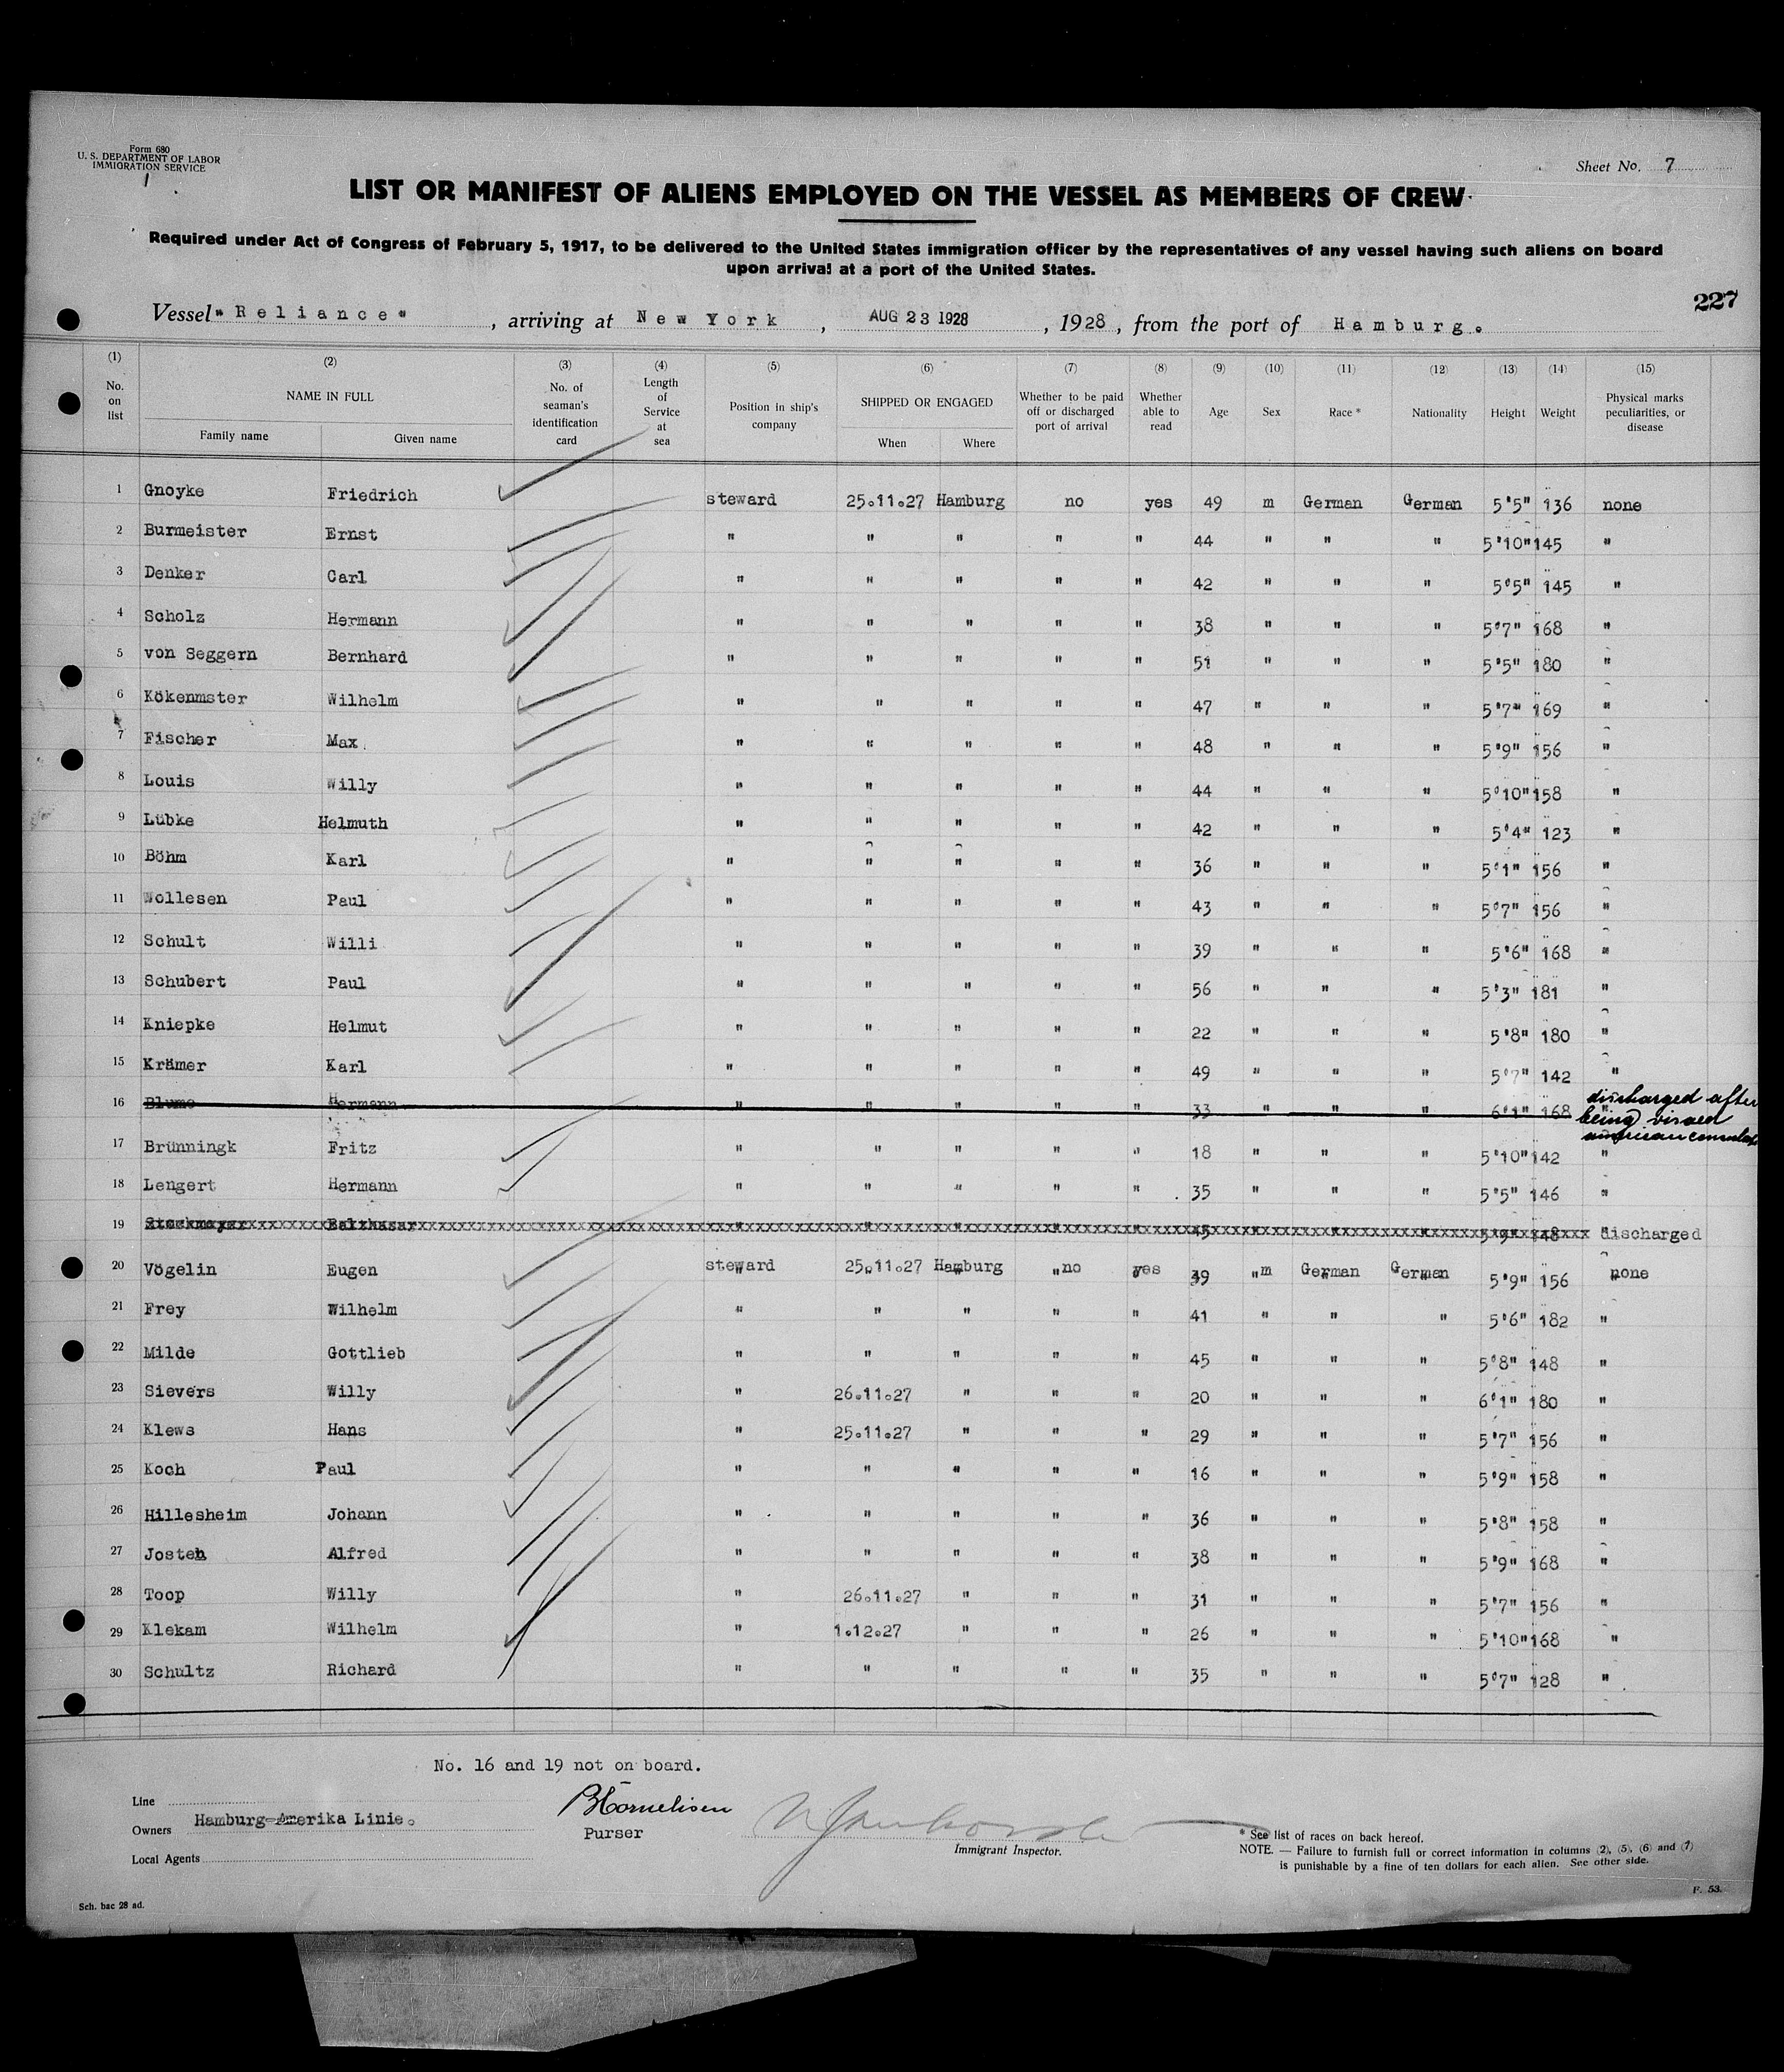 Form 680
U. S. DEPARTMENT OF LABOR
IMMIGRATION SERVICE
Sheet No. 7
LIST OR MANIFEST OF ALIENS EMPLOYED ON THE VESSEL AS MEMBERS OF CREW
Required under Act of Congress of February 5, 1917, to be delivered to the United States immigration officer by the representatives of any vessel having such aliens on board
upon arrival at a port of the United States.
227
Vessel "Reliance", arriving at New York, AUG 23 1928, 1928, from the port of Hamburg.
(1) (2) (3) (4) (5) (6) (7) (8) (9) (10) (11) (12) (13) (14) (15)
No. on list NAME IN FULL Family name Given name No. of seaman's identification card Length of Service at sea Position in ship's company SHIPPED OR ENGAGED When Where Whether to be paid off or discharged port of arrival Whether able to read Age Sex Race * Nationality Height Weight Physical marks peculiarities, or disease
1 Gnoyke Friedrich steward 25.11.27 Hamburg no yes 49 m German German 5'5" 136 none
2 Burmeister Ernst " " " " " 44 " " " 5'10" 145 "
3 Denker Carl " " " " " 42 " " " 5'5" 145 "
4 Scholz Hermann " " " " " 38 " " " 5'7" 168 "
5 von Seggern Bernhard " " " " " 51 " " " 5'5" 180 "
6 Kökenmster Wilhelm " " " " " 47 " " " 5'7" 169 "
7 Fischer Max " " " " " 48 " " " 5'9" 156 "
8 Louis Willy " " " " " 44 " " " 5'10" 158 "
9 Lübke Helmuth " " " " " 42 " " " 5'4" 123 "
10 Böhm Karl " " " " " 36 " " " 5'1" 156 "
11 Wollesen Paul " " " " " 43 " " " 5'7" 156 "
12 Schult Willi " " " " " 39 " " " 5'6" 168 "
13 Schubert Paul " " " " " 56 " " " 5'3" 181 "
14 Kniepke Helmut " " " " " 22 " " " 5'8" 180 "
15 Krämer Karl " " " " " 49 " " " 5'7" 142 "
16 Blume Hermann " " " " " 33 " " " 6'1" 168 " discharged after
being visaed
american consulate
17 Brünningk Fritz " " " " " 18 " " " 5'10" 142 "
18 Lengert Hermann " " " " " 35 " " " 5'5" 146 "
19 Balthasar " " " " " 45 " " " 5'9" 148 discharged
20 Vögelin Eugen steward 25.11.27 Hamburg no yes 39 m German German 5'9" 156 none
21 Frey Wilhelm " " " " " 41 " " " 5'6" 182 "
22 Milde Gottlieb " " " " " 45 " " " 5'8" 148 "
23 Sievers Willy " 26.11.27 " " " 20 " " " 6'1" 180 "
24 Klews Hans " 25.11.27 " " " 29 " " " 5'7" 156 "
25 Koch Paul " " " " " 16 " " " 5'9" 158 "
26 Hillesheim Johann " " " " " 36 " " " 5'8" 158 "
27 Josten Alfred " " " " " 38 " " " 5'9" 168 "
28 Toop Willy " 26.11.27 " " " 31 " " " 5'7" 156 "
29 Klekam Wilhelm " 1.12.27 " " " 26 " " " 5'10" 168 "
30 Schultz Richard " " " " " 35 " " " 5'7" 128 "
No. 16 and 19 not on board.
Line
Owners Hamburg-Amerika Linie.
Local Agents
BCornelisen
Purser
Immigrant Inspector.
* See list of races on back hereof.
NOTE. — Failure to furnish full or correct information in columns (2), (5), (6) and (7)
is punishable by a fine of ten dollars for each alien. See other side.
F. 53.
Sch. bac 28 ad.